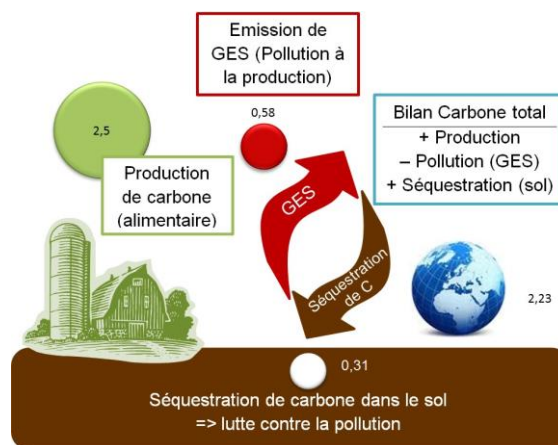 Emission de
GES (Pollution à
la production)
0,58
2,5
Production
de carbone
(alimentaire)
Bilan Carbone total
+ Production
– Pollution (GES)
+ Séquestration (sol)
GES
Séquestration
de C
2,23
0,31
Séquestration de carbone dans le sol
=> lutte contre la pollution